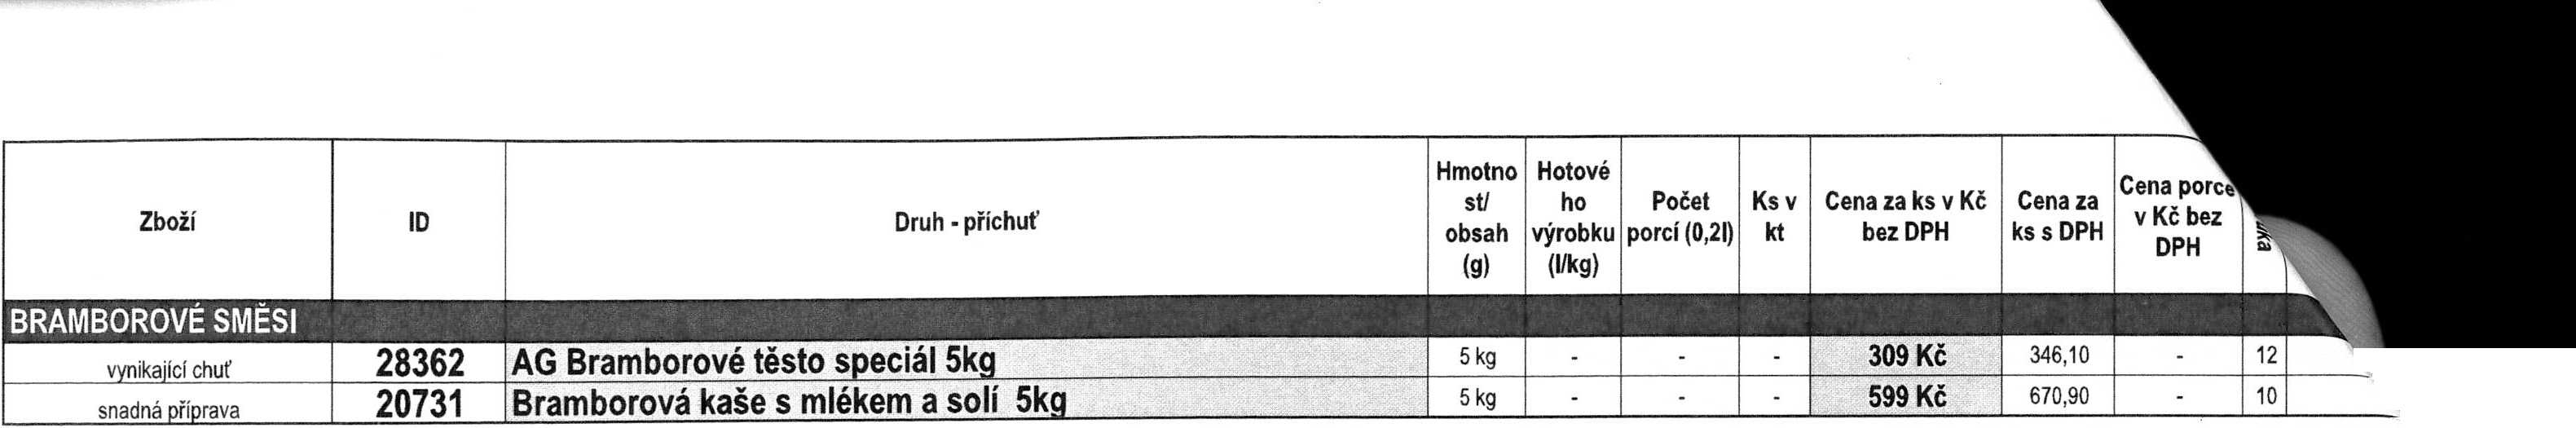 Zboží
ID
Druh - příchuť
Hmotno
st/
obsah
(g)
Hotové
ho
výrobku
(l/kg)
Počet
porcí (0,2l)
Ks v
kt
Cena za ks v Kč
bez DPH
Cena za
ks s DPH
Cena porce
v Kč bez
DPH
BRAMBOROVÉ SMĚSI
vynikající chuť 28362 AG Bramborové těsto speciál 5kg 5 kg - - - 309 Kč 346,10 - 12
snadná příprava 20731 Bramborová kaše s mlékem a solí 5kg 5 kg - - - 599 Kč 670,90 - 10